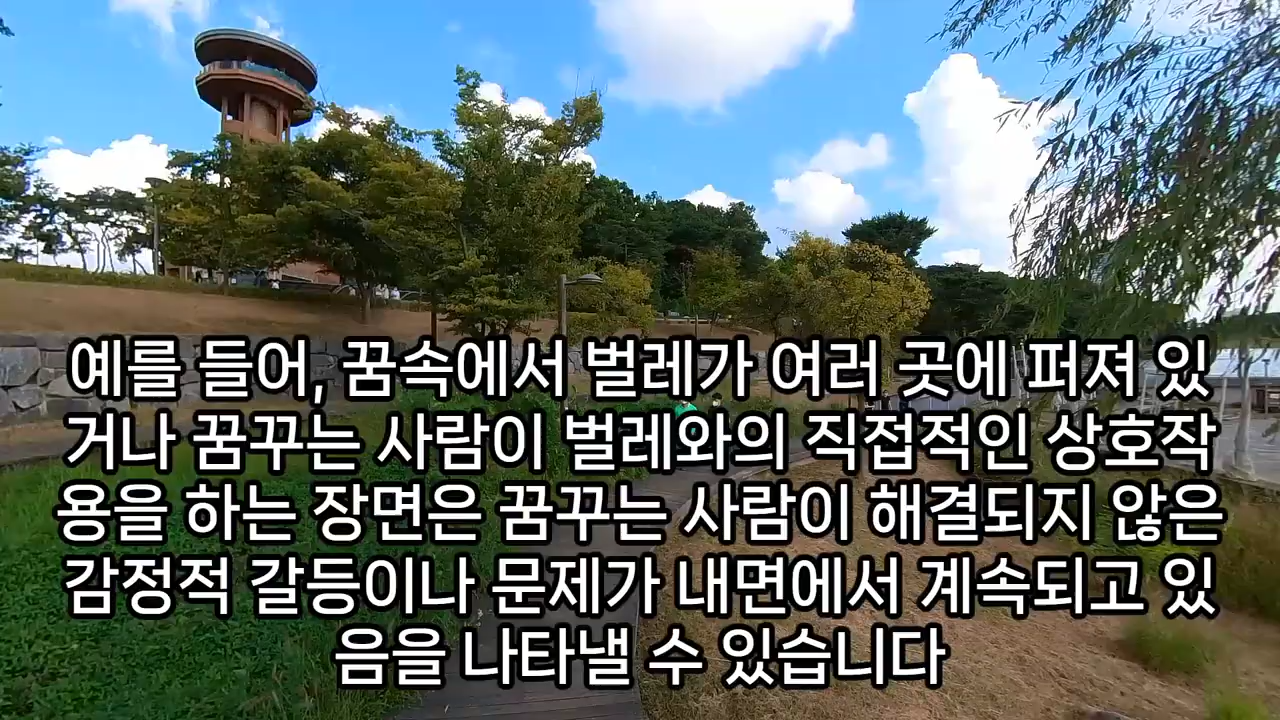 예를 들어, 꿈속에서 벌레가 여러 곳에 퍼져 있
거나 꿈꾸는 사람이 벌레와의 직접적인 상호작
용을 하는 장면은 꿈꾸는 사람이 해결되지 않은
감정적 갈등이나 문제가 내면에서 계속되고 있
음을 나타낼 수 있습니다